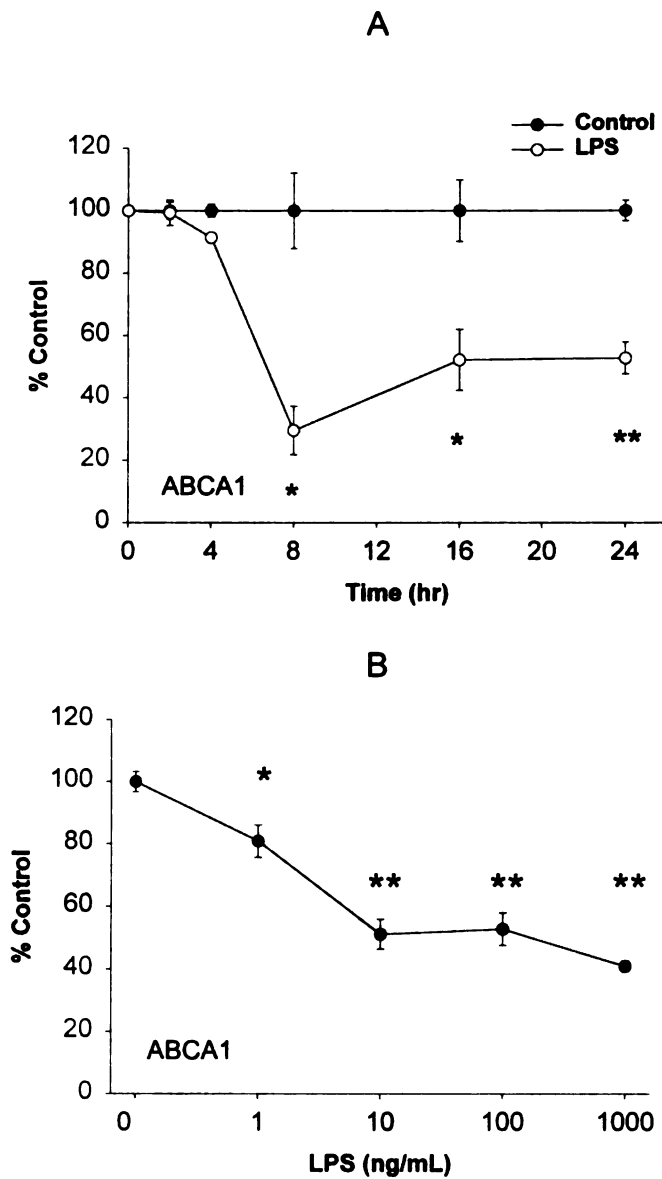 A
Control
LPS
120
100
80
60
40
20
0
% Control
ABCA1
*
*
**
0 4 8 12 16 20 24
Time (hr)
B
120
100
80
60
40
20
0
% Control
*
** ** **
ABCA1
0 1 10 100 1000
LPS (ng/mL)